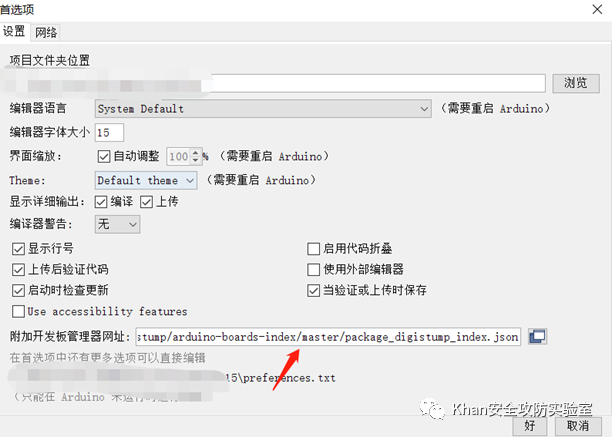 首选项
设置 网络
项目文件夹位置
浏览
编辑器语言 System Default (需要重启 Arduino)
编辑器字体大小 15
界面缩放: 自动调整 100 % (需要重启 Arduino)
Theme: Default theme (需要重启 Arduino)
显示详细输出: 编译 上传
编译器警告: 无
显示行号 启用代码折叠
上传后验证代码 使用外部编辑器
启动时检查更新 当验证或上传时保存
Use accessibility features
附加开发板管理器网址: stump/arduino-boards-index/master/package_digistump_index.json
在首选项中还有更多选项可以直接编辑
15\preferences.txt
(只能在 Arduino 未运行时进行
Khan安全攻防实验室
好 取消